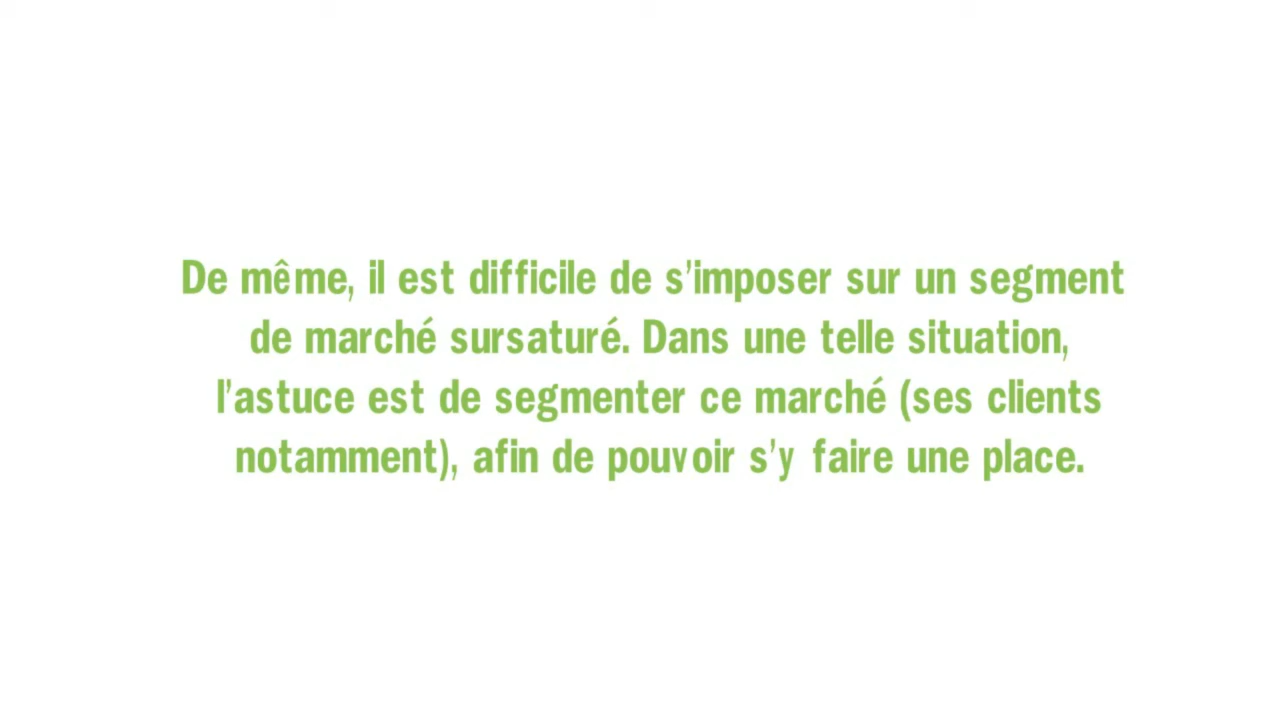 De même, il est difficile de s'imposer sur un segment
de marché sursaturé. Dans une telle situation,
l'astuce est de segmenter ce marché (ses clients
notamment), afin de pouvoir s'y faire une place.